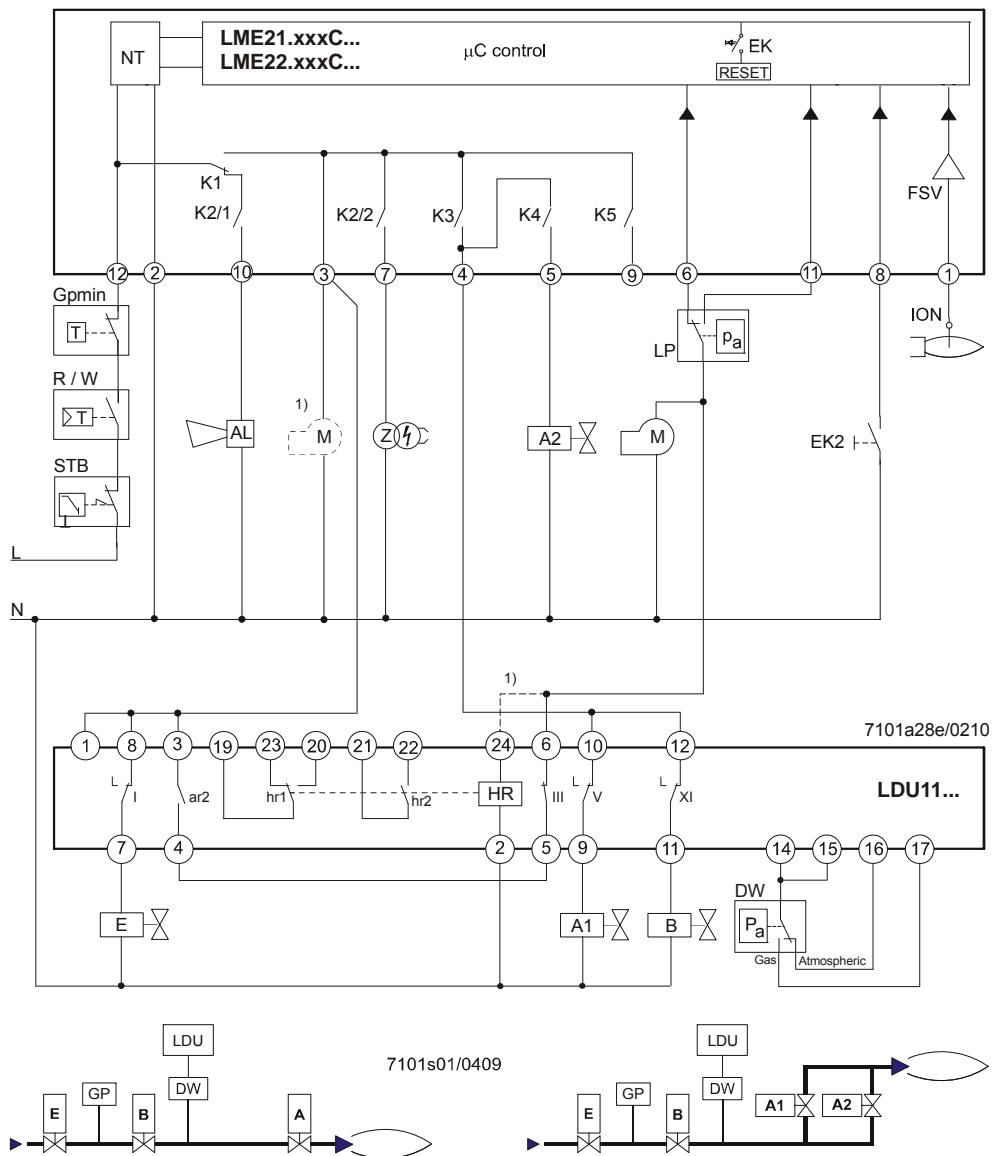 LME21.xxxC...
LME22.xxxC...
NT
μC control
EK
RESET
FSV
K1
K2/1
K2/2
K3
K4
K5
12
2
10
3
7
4
5
9
6
11
8
1
Gpmin
T
R / W
T
STB
L
N
AL
1)
M
Z
A2
M
LP
pa
EK2
ION
1)
7101a28e/0210
LDU11...
1
8
3
19
23
20
21
22
24
6
10
12
L
I
ar2
hr1
hr2
HR
III
L
V
L
XI
7
4
2
5
9
11
14
15
16
17
E
A1
B
DW
Pa
Gas
Atmospheric
7101s01/0409
LDU
DW
GP
E
B
A
LDU
DW
GP
E
B
A1
A2